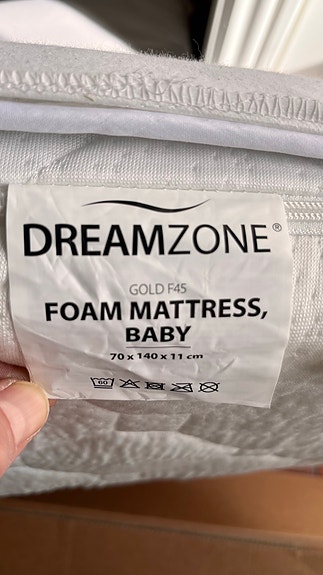 DREAMZONE®
GOLD F45
FOAM MATTRESS,
BABY
70 x 140 x 11 cm
60